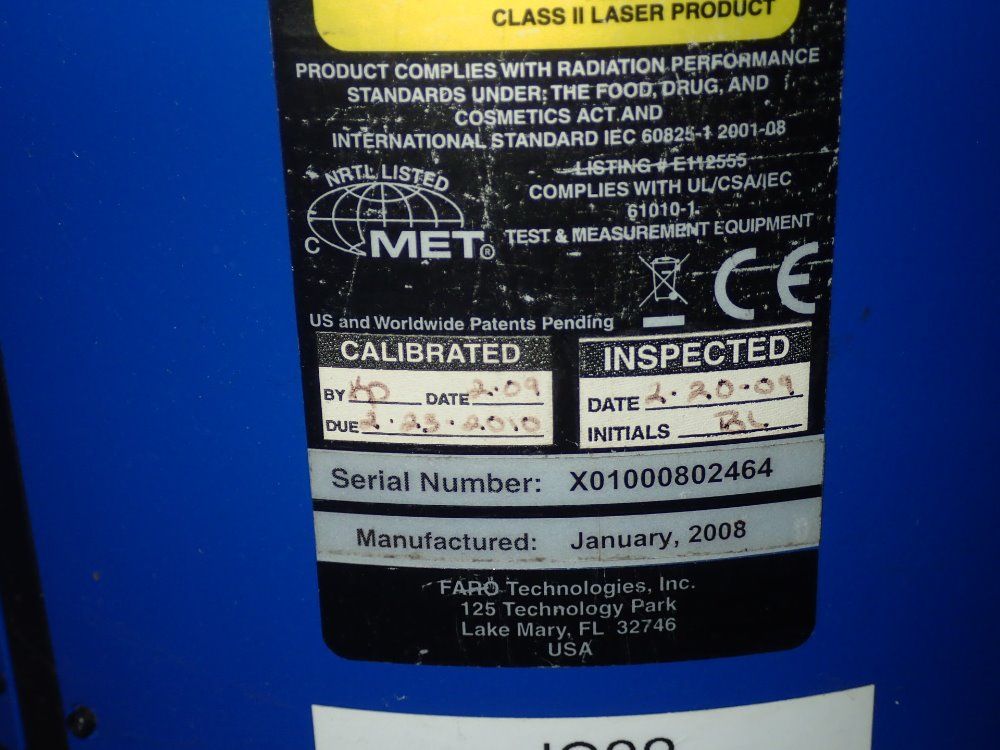 CLASS II LASER PRODUCT
PRODUCT COMPLIES WITH RADIATION PERFORMANCE
STANDARDS UNDER: THE FOOD, DRUG, AND
COSMETICS ACT AND
INTERNATIONAL STANDARD IEC 60825-1 2001-08
LISTING # E112555
COMPLIES WITH UL/CSA/IEC
61010-1
TEST & MEASUREMENT EQUIPMENT
NRTL LISTED
C MET ®
CE
US and Worldwide Patents Pending
CALIBRATED
BY DATE 2·09
DUE 2·23·2010
INSPECTED
DATE 2·20·09
INITIALS
Serial Number: X01000802464
Manufactured: January, 2008
FARO Technologies, Inc.
125 Technology Park
Lake Mary, FL 32746
USA